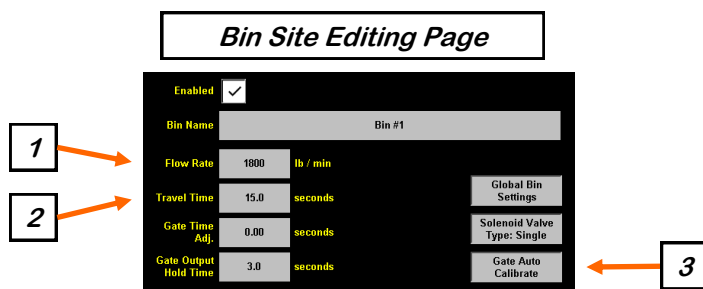 Bin Site Editing Page
Enabled
Bin Name
Bin #1
1
Flow Rate
1800
lb / min
2
Travel Time
15.0
seconds
Global Bin
Settings
Gate Time
Adj.
0.00
seconds
Solenoid Valve
Type: Single
Gate Output
Hold Time
3.0
seconds
Gate Auto
Calibrate
3